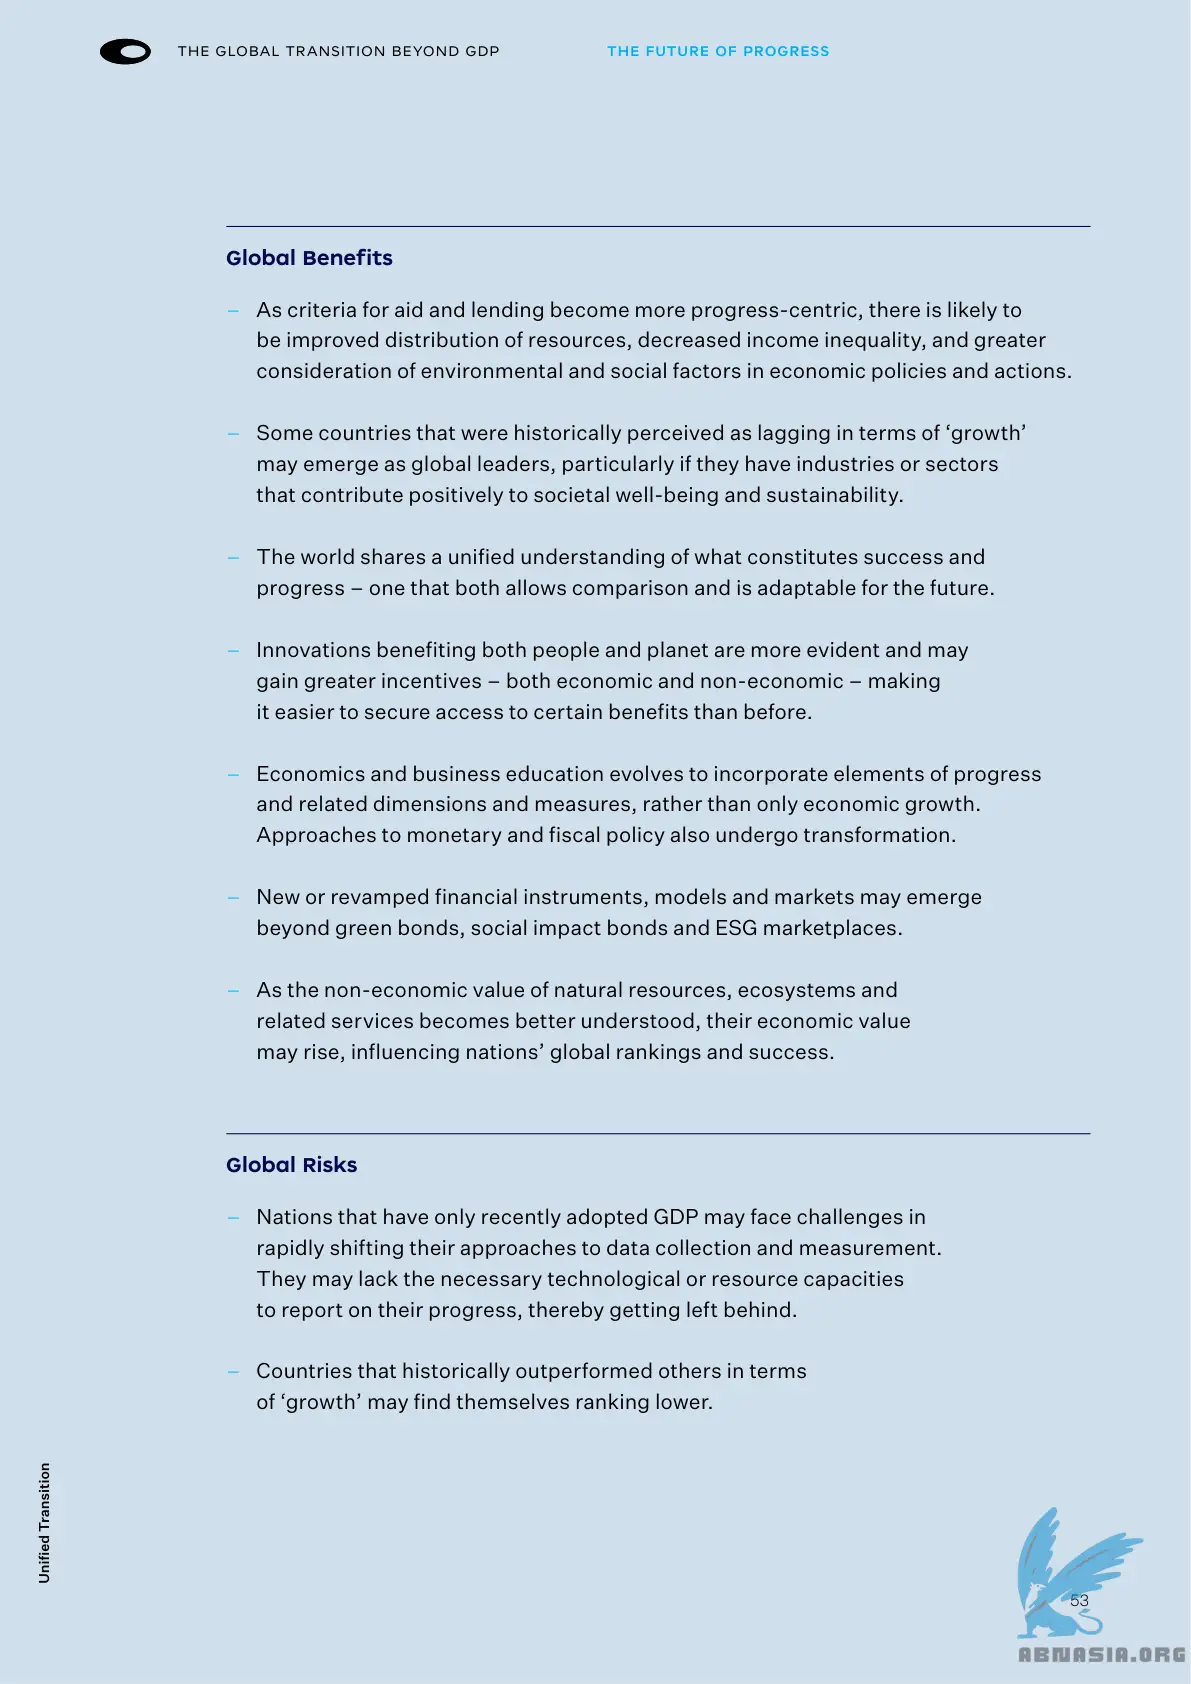 THE GLOBAL TRANSITION BEYOND GDP
THE FUTURE OF PROGRESS
Global Benefits
– As criteria for aid and lending become more progress-centric, there is likely to
be improved distribution of resources, decreased income inequality, and greater
consideration of environmental and social factors in economic policies and actions.
– Some countries that were historically perceived as lagging in terms of ‘growth’
may emerge as global leaders, particularly if they have industries or sectors
that contribute positively to societal well-being and sustainability.
– The world shares a unified understanding of what constitutes success and
progress – one that both allows comparison and is adaptable for the future.
– Innovations benefiting both people and planet are more evident and may
gain greater incentives – both economic and non-economic – making
it easier to secure access to certain benefits than before.
– Economics and business education evolves to incorporate elements of progress
and related dimensions and measures, rather than only economic growth.
Approaches to monetary and fiscal policy also undergo transformation.
– New or revamped financial instruments, models and markets may emerge
beyond green bonds, social impact bonds and ESG marketplaces.
– As the non-economic value of natural resources, ecosystems and
related services becomes better understood, their economic value
may rise, influencing nations’ global rankings and success.
Global Risks
– Nations that have only recently adopted GDP may face challenges in
rapidly shifting their approaches to data collection and measurement.
They may lack the necessary technological or resource capacities
to report on their progress, thereby getting left behind.
– Countries that historically outperformed others in terms
of ‘growth’ may find themselves ranking lower.
Unified Transition
53
ABNASIA.ORG